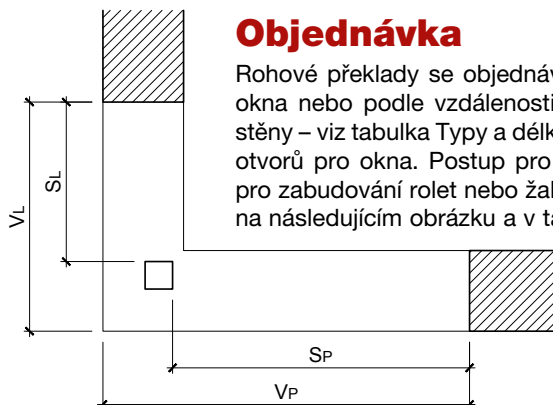 Objednávka
Rohové překlady se objednáv
okna nebo podle vzdálenosti
stěny – viz tabulka Typy a délk
otvorů pro okna. Postup pro
pro zabudování rolet nebo žal
na následujícím obrázku a v ta
SL
VL
SP
VP